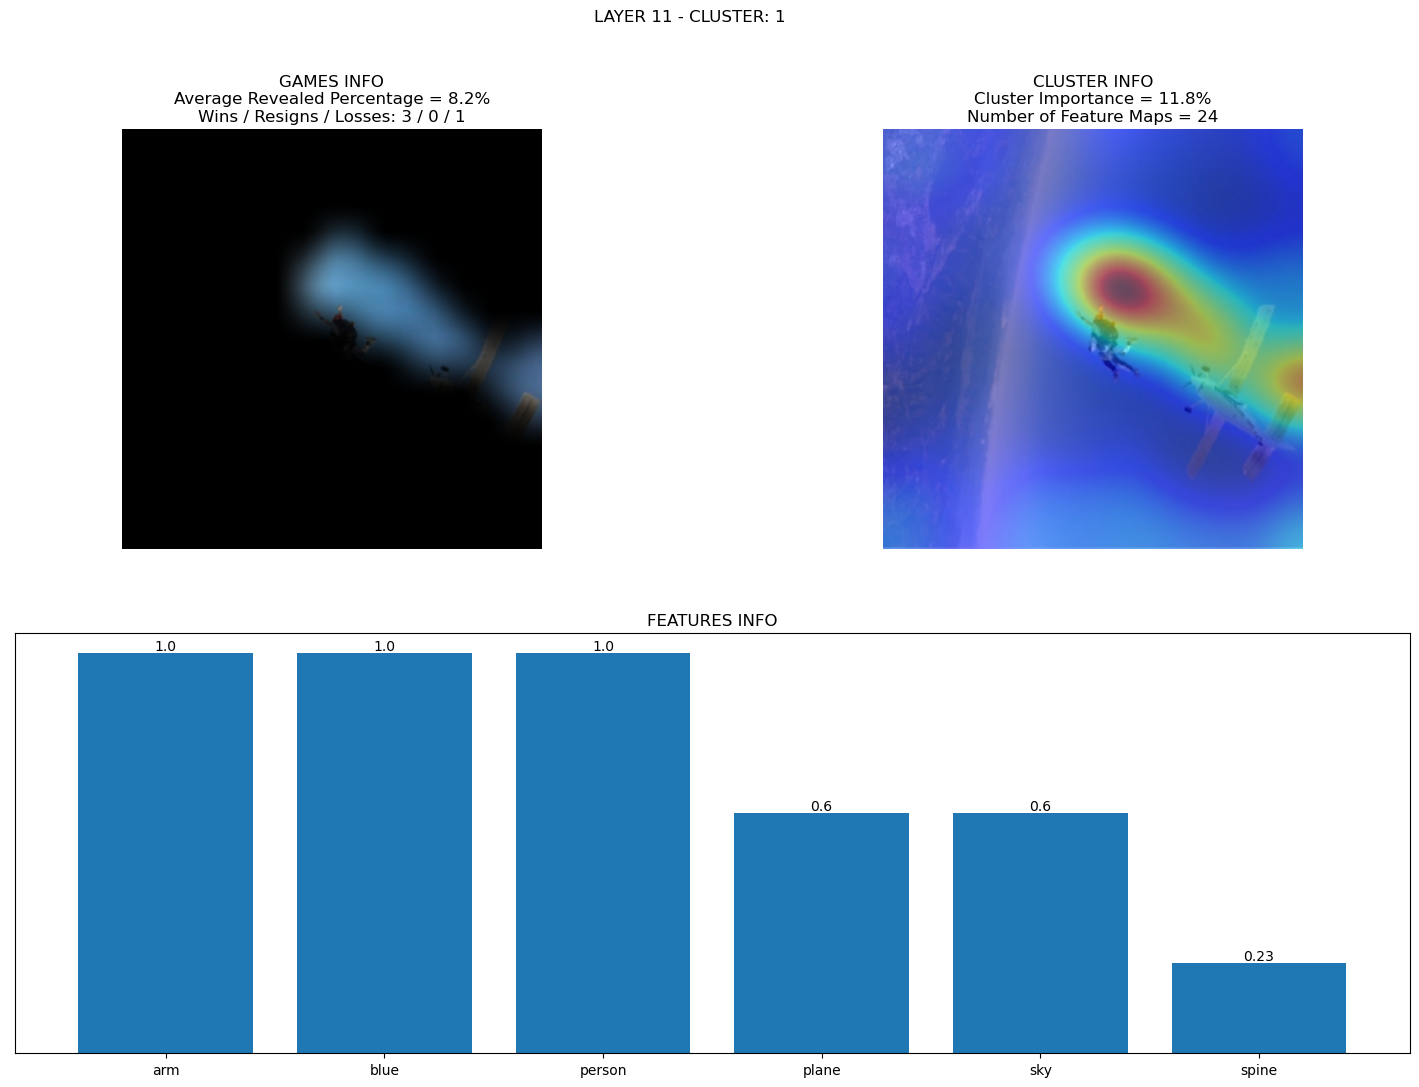 LAYER 11 - CLUSTER: 1
GAMES INFO
Average Revealed Percentage = 8.2%
Wins / Resigns / Losses: 3 / 0 / 1
CLUSTER INFO
Cluster Importance = 11.8%
Number of Feature Maps = 24
FEATURES INFO
1.0 1.0 1.0 0.6 0.6 0.23
arm blue person plane sky spine